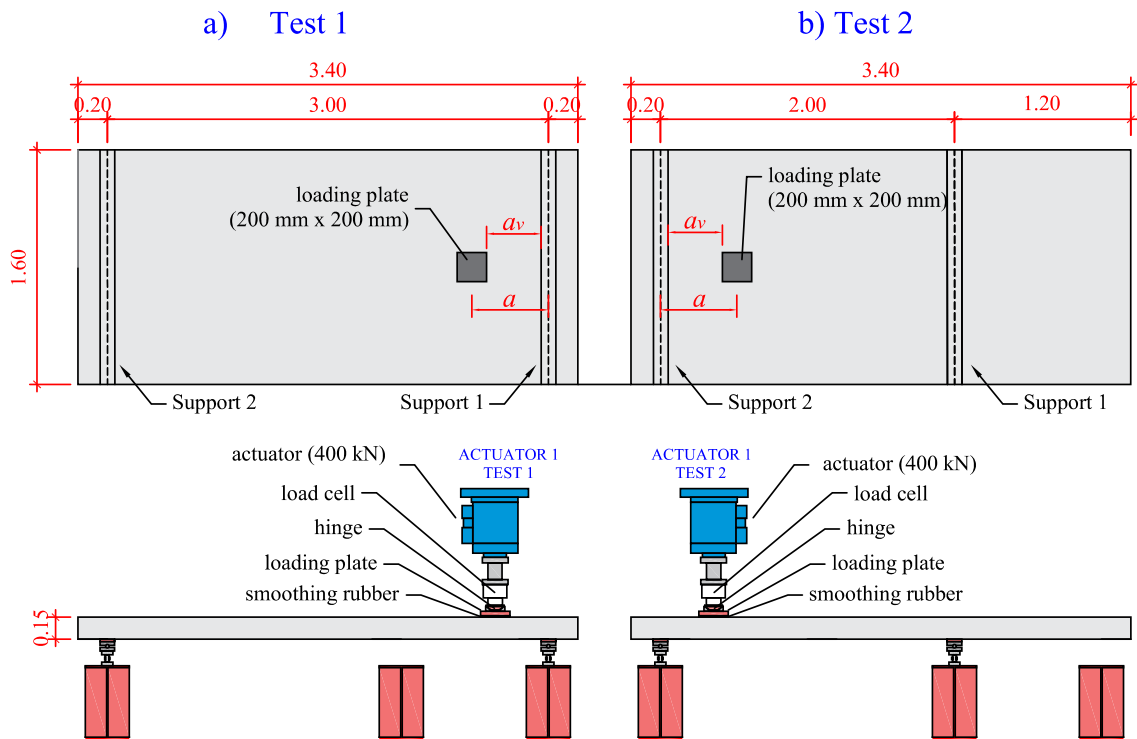 a) Test 1
b) Test 2
3.40
0.20
3.00
0.20
3.40
0.20
2.00
1.20
1.60
loading plate
(200 mm x 200 mm)
av
a
Support 2
Support 1
loading plate
(200 mm x 200 mm)
av
a
Support 2
Support 1
actuator (400 kN)
load cell
hinge
loading plate
smoothing rubber
ACTUATOR 1
TEST 1
0.15
ACTUATOR 1
TEST 2
actuator (400 kN)
load cell
hinge
loading plate
smoothing rubber